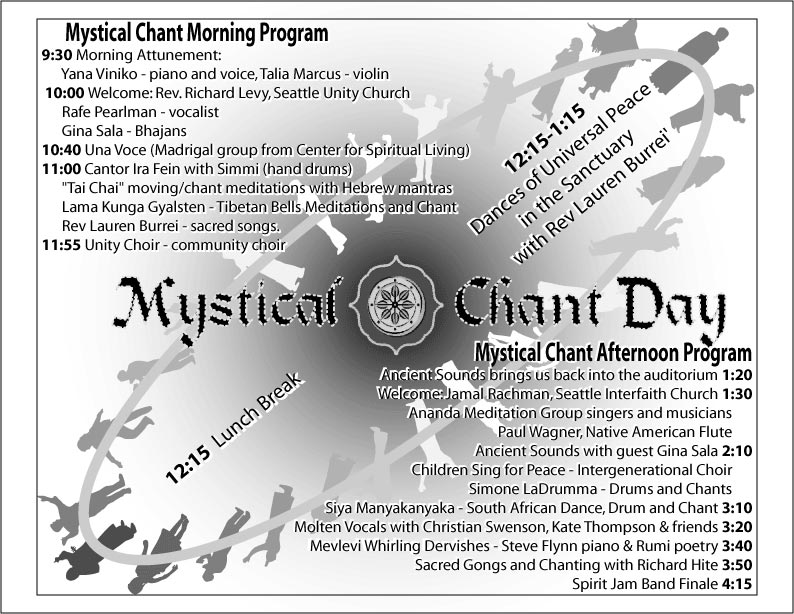 Mystical Chant Morning Program
9:30 Morning Attunement:
Yana Viniko - piano and voice, Talia Marcus - violin
10:00 Welcome: Rev. Richard Levy, Seattle Unity Church
Rafe Pearlman - vocalist
Gina Sala - Bhajans
10:40 Una Voce (Madrigal group from Center for Spiritual Living)
11:00 Cantor Ira Fein with Simmi (hand drums)
"Tai Chai" moving/chant meditations with Hebrew mantras
Lama Kunga Gyalsten - Tibetan Bells Meditations and Chant
Rev Lauren Burrei - sacred songs.
11:55 Unity Choir - community choir
12:15-1:15
Dances of Universal Peace
in the Sanctuary
with Rev Lauren Burrei'
Mystical Chant Day
12:15 Lunch Break
Mystical Chant Afternoon Program
Ancient Sounds brings us back into the auditorium 1:20
Welcome: Jamal Rachman, Seattle Interfaith Church 1:30
Ananda Meditation Group singers and musicians
Paul Wagner, Native American Flute
Ancient Sounds with guest Gina Sala 2:10
Children Sing for Peace - Intergenerational Choir
Simone LaDrumma - Drums and Chants
Siya Manyakanyaka - South African Dance, Drum and Chant 3:10
Molten Vocals with Christian Swenson, Kate Thompson & friends 3:20
Mevlevi Whirling Dervishes - Steve Flynn piano & Rumi poetry 3:40
Sacred Gongs and Chanting with Richard Hite 3:50
Spirit Jam Band Finale 4:15